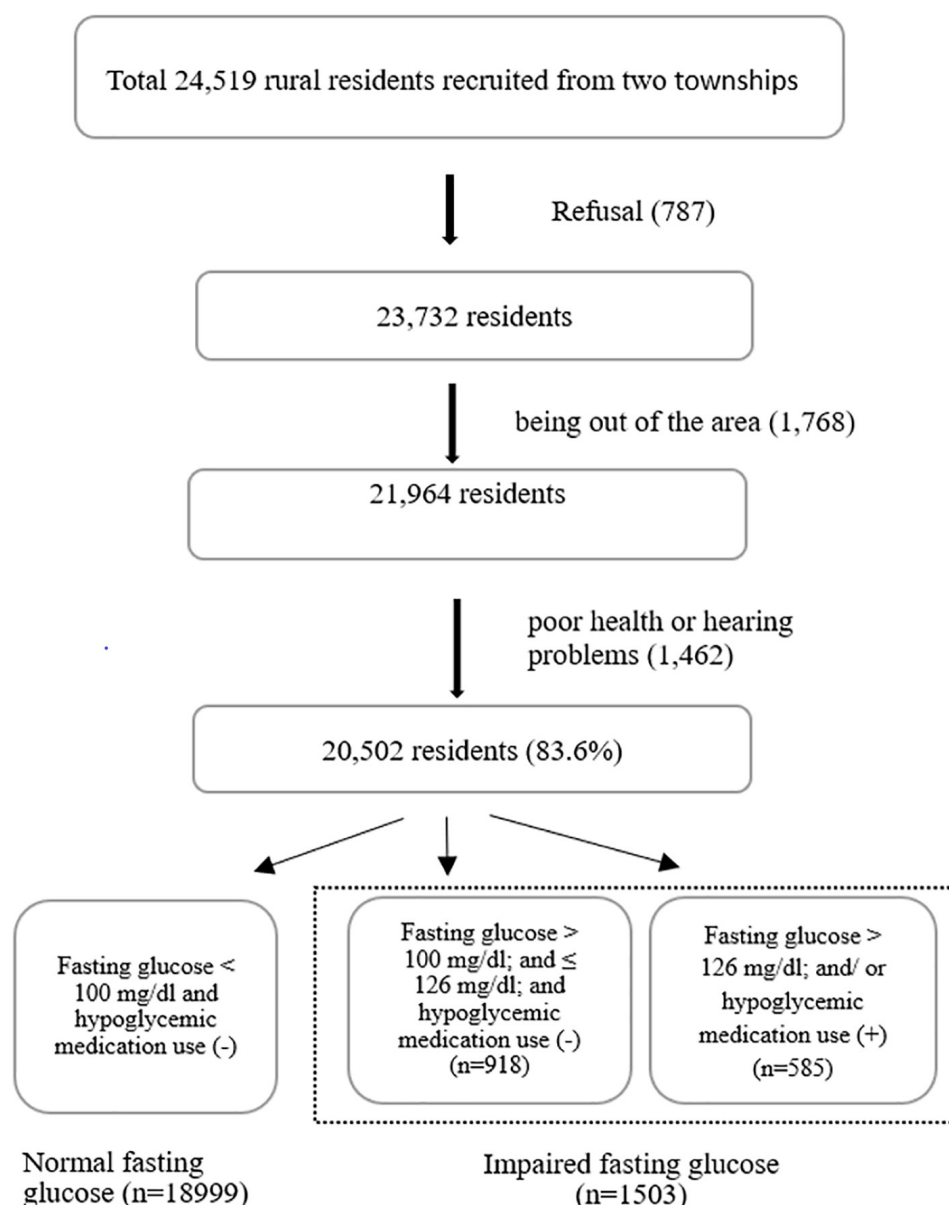 Total 24,519 rural residents recruited from two townships
Refusal (787)
23,732 residents
being out of the area (1,768)
21,964 residents
poor health or hearing
problems (1,462)
20,502 residents (83.6%)
Fasting glucose <
100 mg/dl and
hypoglycemic
medication use (-)
Fasting glucose >
100 mg/dl; and ≤
126 mg/dl; and
hypoglycemic
medication use (-)
(n=918)
Fasting glucose >
126 mg/dl; and/ or
hypoglycemic
medication use (+)
(n=585)
Normal fasting
glucose (n=18999)
Impaired fasting glucose
(n=1503)